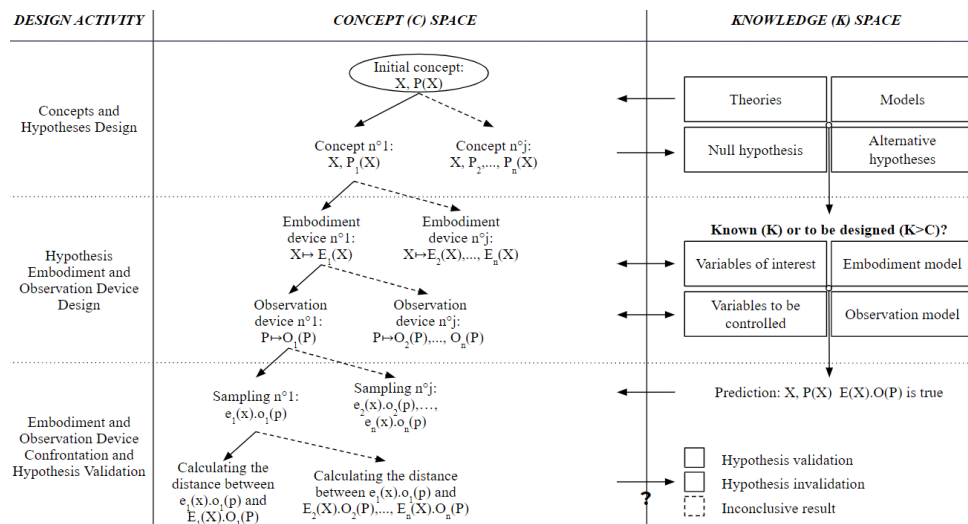 DESIGN ACTIVITY
CONCEPT (C) SPACE
KNOWLEDGE (K) SPACE
Concepts and
Hypotheses Design
Initial concept:
X, P(X)
Concept n°1:
X, P₁(X)
Concept n°j:
X, P₂,..., Pₙ(X)
Theories
Models
Null hypothesis
Alternative
hypotheses
Hypothesis
Embodiment and
Observation Device
Design
Embodiment
device n°1:
X↦ E₁(X)
Embodiment
device n°j:
X↦E₂(X),..., Eₙ(X)
Observation
device n°1:
P↦O₁(P)
Observation
device n°j:
P↦O₂(P),..., Oₙ(P)
Known (K) or to be designed (K>C)?
Variables of interest
Embodiment model
Variables to be
controlled
Observation model
Embodiment and
Observation Device
Confrontation and
Hypothesis Validation
Sampling n°1:
e₁(x).o₁(p)
Sampling n°j:
e₂(x).o₂(p),...,
eₙ(x).oₙ(p)
Calculating the
distance between
e₁(x).o₁(p) and
E₁(X).O₁(P)
Calculating the distance
between e₁(x).o₁(p) and
E₂(X).O₂(P),..., Eₙ(X).Oₙ(P)
Prediction: X, P(X) E(X).O(P) is true
?
Hypothesis validation
Hypothesis invalidation
Inconclusive result